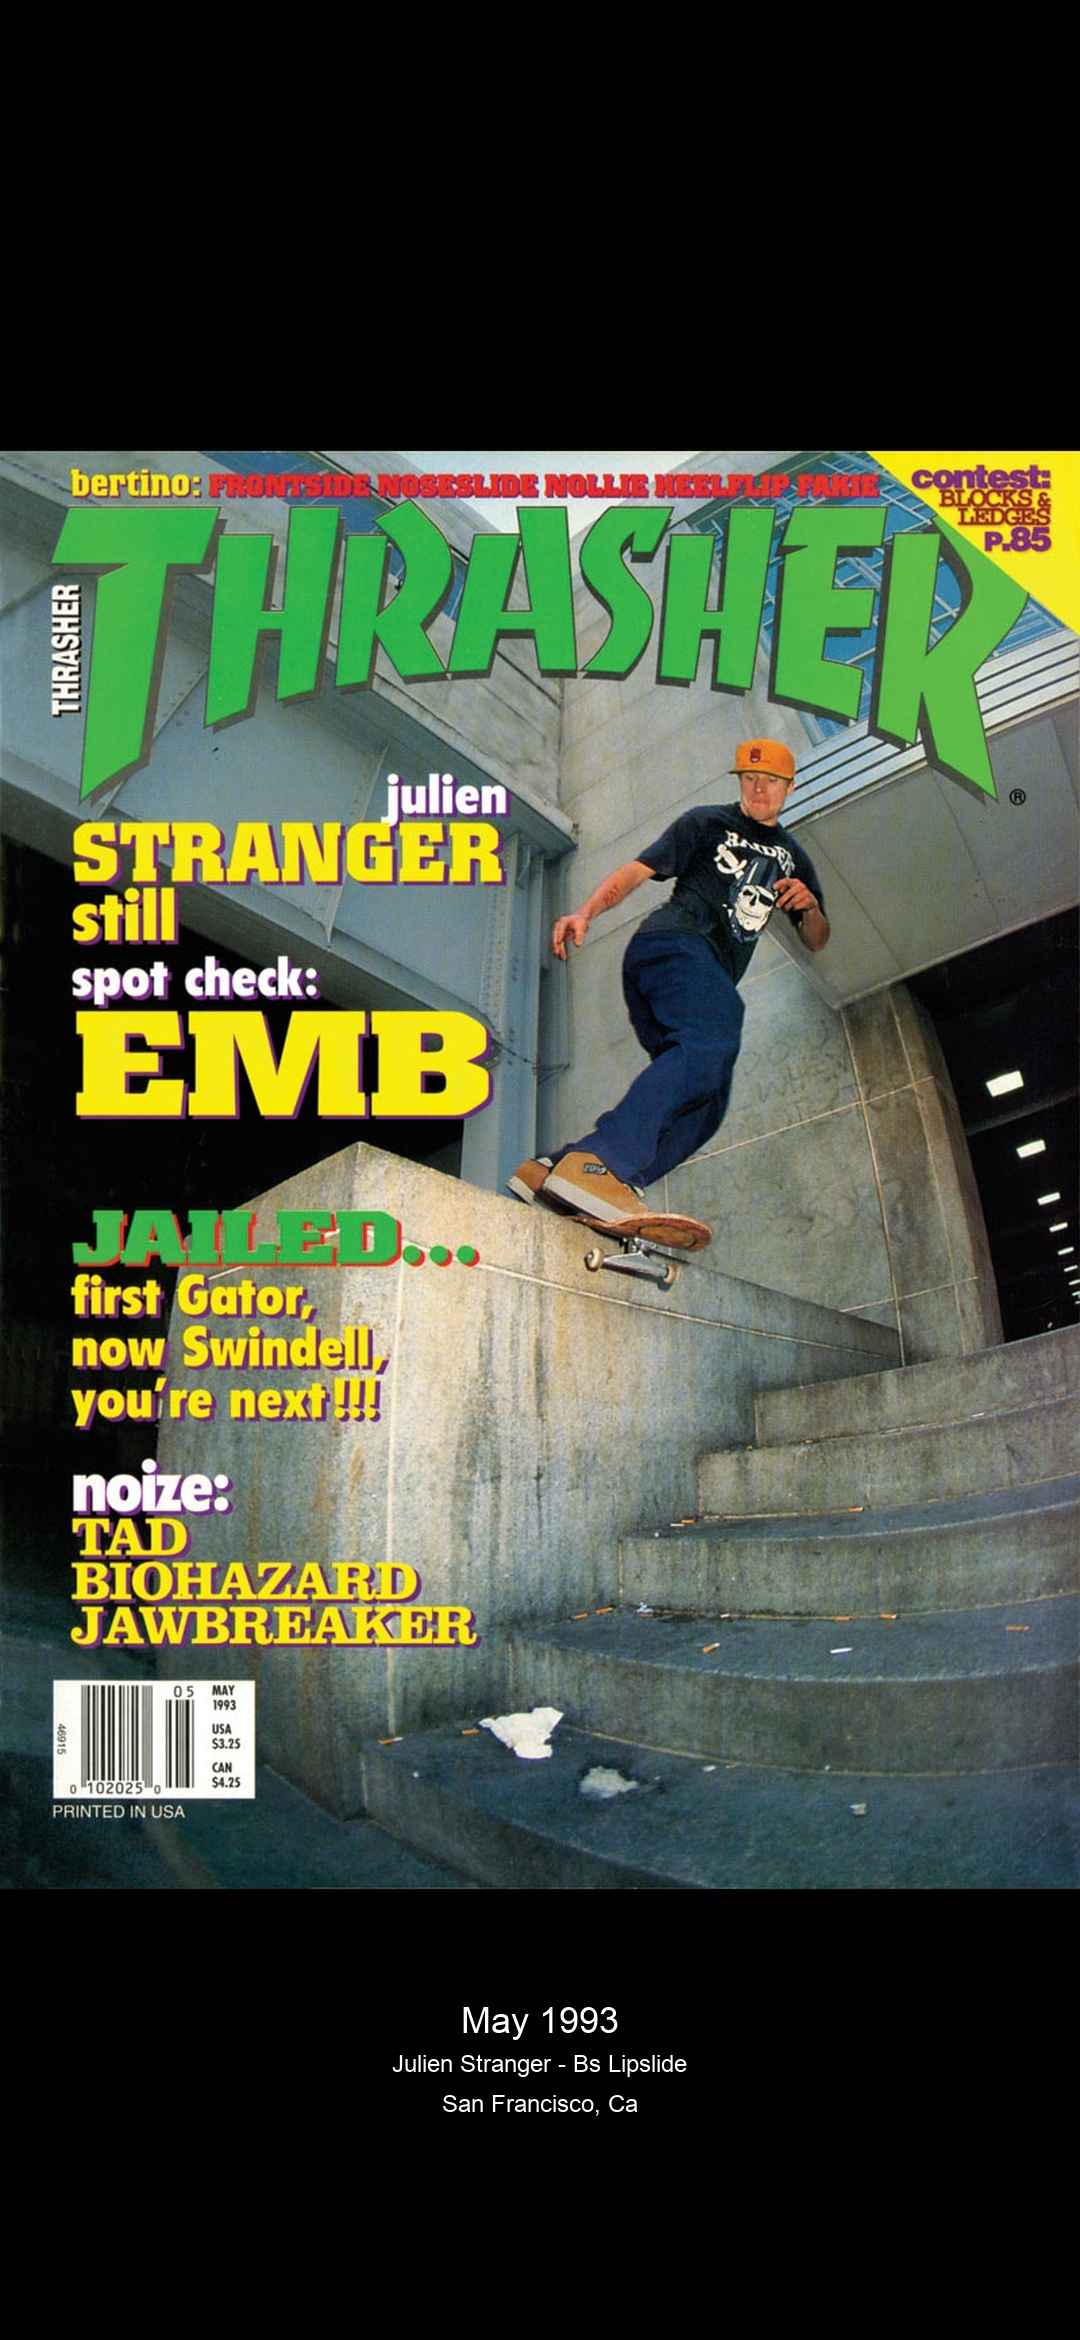 bertino: FRONTSIDE NOSESLIDE NOLLIE HEELFLIP FAKIE
contest:
BLOCKS &
LEDGES
P.85
THRASHER
THRASHER
®
julien
STRANGER
still
spot check:
EMB
JAILED...
first Gator,
now Swindell,
you're next!!!
noize:
TAD
BIOHAZARD
JAWBREAKER
05
MAY
1993
USA
$3.25
CAN
$4.25
46915
0 102025 0
PRINTED IN USA
RAIDERS
May 1993
Julien Stranger - Bs Lipslide
San Francisco, Ca